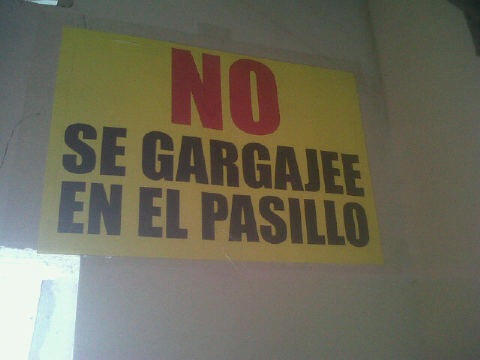 NO
SE GARGAJEE
EN EL PASILLO